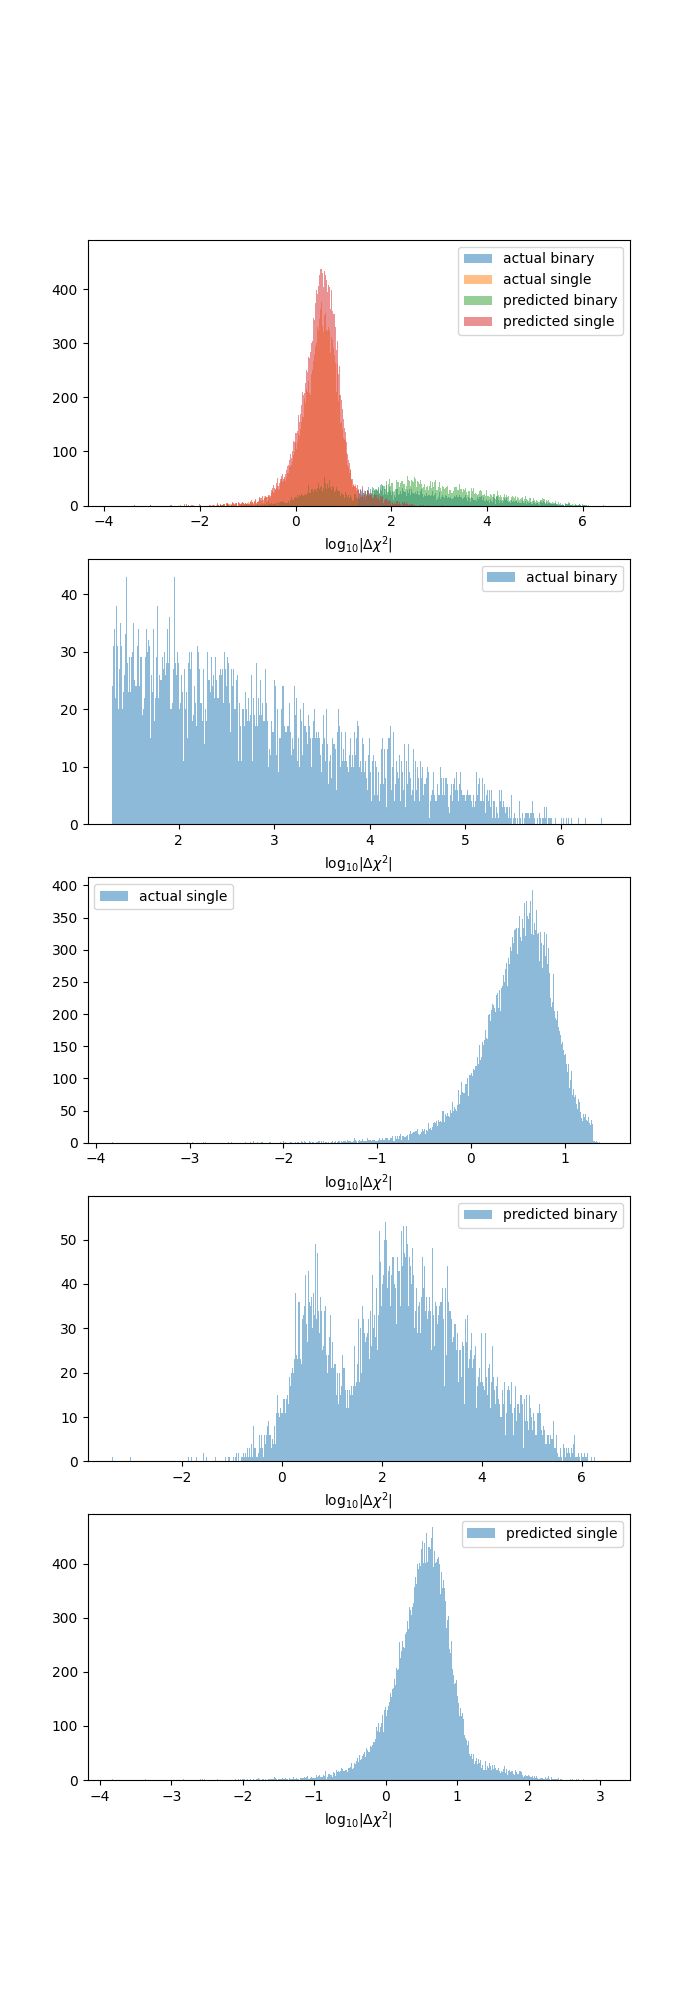 actual binary
actual single
predicted binary
predicted single
400
300
200
100
0
−4 −2 0 2 4 6
log₁₀|Δχ²|
actual binary
40
30
20
10
0
2 3 4 5 6
log₁₀|Δχ²|
actual single
400
350
300
250
200
150
100
50
0
−4 −3 −2 −1 0 1
log₁₀|Δχ²|
predicted binary
50
40
30
20
10
0
−2 0 2 4 6
log₁₀|Δχ²|
predicted single
400
300
200
100
0
−4 −3 −2 −1 0 1 2 3
log₁₀|Δχ²|